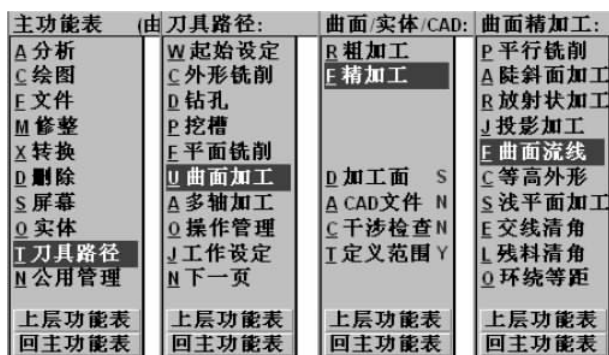 主功能表 (由
A 分析
C 绘图
F 文件
M 修整
X 转换
D 删除
S 屏幕
O 实体
T 刀具路径
N 公用管理
上层功能表
回主功能表
刀具路径:
W 起始设定
C 外形铣削
D 钻孔
P 挖槽
F 平面铣削
U 曲面加工
A 多轴加工
O 操作管理
J 工作设定
N 下一页
上层功能表
回主功能表
曲面/实体/CAD:
R 粗加工
F 精加工
D 加工面 S
A CAD文件 N
C 干涉检查 N
T 定义范围 Y
上层功能表
回主功能表
曲面精加工:
P 平行铣削
A 陡斜面加工
R 放射状加工
J 投影加工
F 曲面流线
C 等高外形
S 浅平面加工
E 交线清角
L 残料清角
O 环绕等距
上层功能表
回主功能表